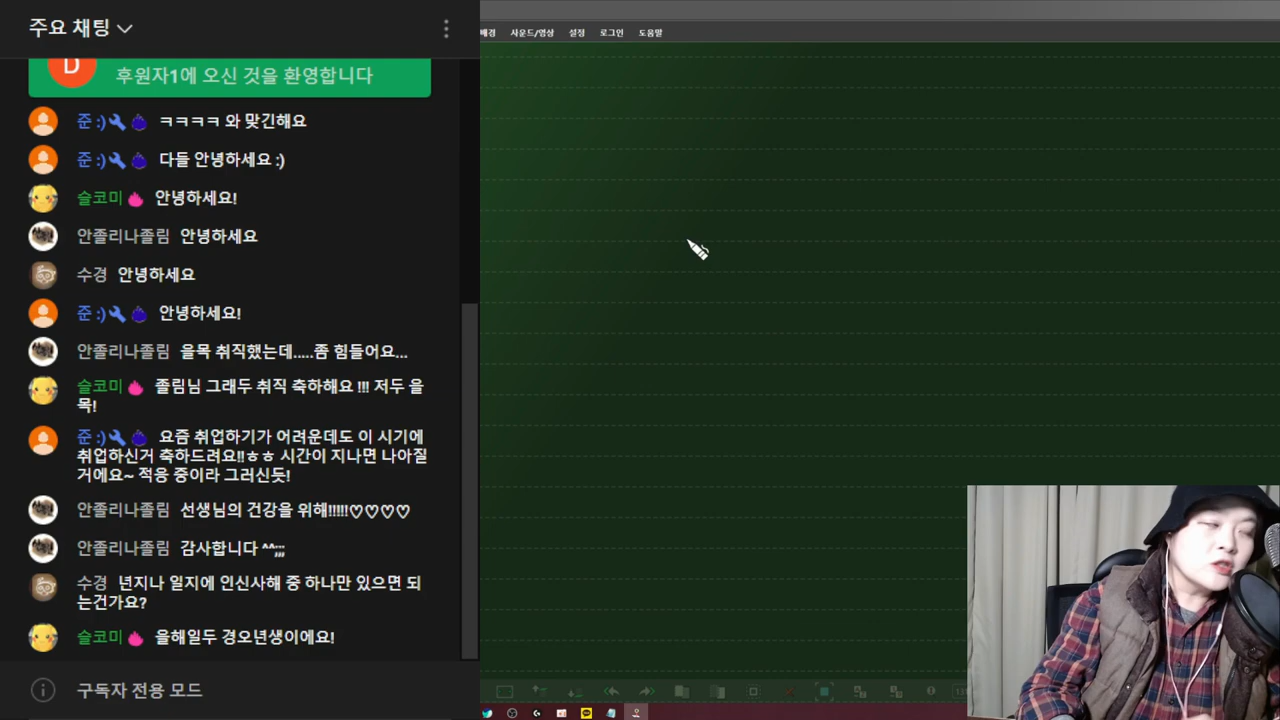 주요 채팅
배경 사운드/영상 설정 로그인 도움말
D
후원자1에 오신 것을 환영합니다
준 :) ㅋㅋㅋㅋ 와 맞긴해요
준 :) 다들 안녕하세요 :)
슬코미 안녕하세요!
안졸리나졸림 안녕하세요
수경 안녕하세요
준 :) 안녕하세요!
안졸리나졸림 을목 취직했는데.....좀 힘들어요...
슬코미 졸림님 그래두 취직 축하해요 !!! 저두 을
목!
준 :) 요즘 취업하기가 어려운데도 이 시기에
취업하신거 축하드려요!!ㅎㅎ 시간이 지나면 나아질
거에요~ 적응 중이라 그러신듯!
안졸리나졸림 선생님의 건강을 위해!!!!!♡♡♡♡
안졸리나졸림 감사합니다 ^^;;;
수경 년지나 일지에 인신사해 중 하나만 있으면 되
는건가요?
슬코미 을해일두 경오년생이에요!
구독자 전용 모드